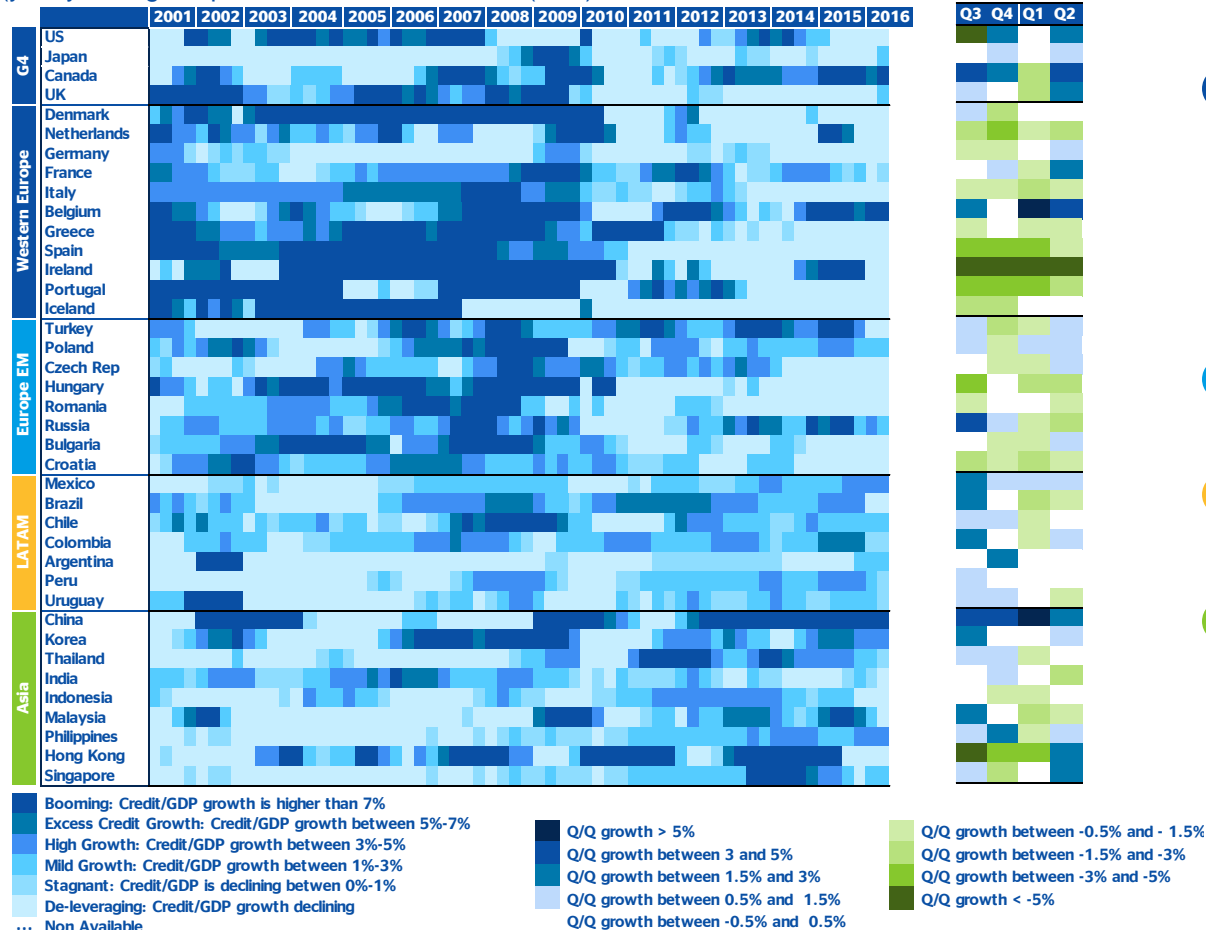 2001 2002 2003 2004 2005 2006 2007 2008 2009 2010 2011 2012 2013 2014 2015 2016
Q3 Q4 Q1 Q2
G4
US
Japan
Canada
UK
Western Europe
Denmark
Netherlands
Germany
France
Italy
Belgium
Greece
Spain
Ireland
Portugal
Iceland
Europe EM
Turkey
Poland
Czech Rep
Hungary
Romania
Russia
Bulgaria
Croatia
LATAM
Mexico
Brazil
Chile
Colombia
Argentina
Peru
Uruguay
Asia
China
Korea
Thailand
India
Indonesia
Malaysia
Philippines
Hong Kong
Singapore
Booming: Credit/GDP growth is higher than 7%
Excess Credit Growth: Credit/GDP growth between 5%-7%
High Growth: Credit/GDP growth between 3%-5%
Mild Growth: Credit/GDP growth between 1%-3%
Stagnant: Credit/GDP is declining betwen 0%-1%
De-leveraging: Credit/GDP growth declining
... Non Available
Q/Q growth > 5%
Q/Q growth between 3 and 5%
Q/Q growth between 1.5% and 3%
Q/Q growth between 0.5% and 1.5%
Q/Q growth between -0.5% and 0.5%
Q/Q growth between -0.5% and - 1.5%
Q/Q growth between -1.5% and -3%
Q/Q growth between -3% and -5%
Q/Q growth < -5%